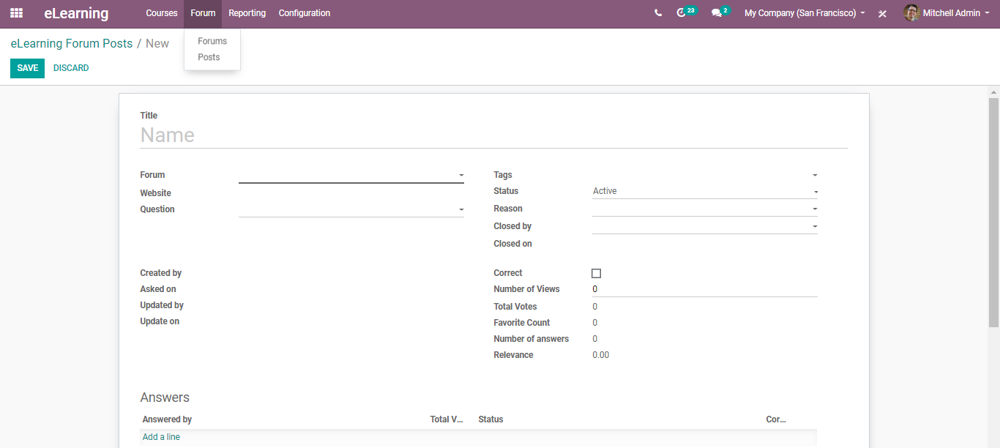 eLearning Courses Forum Reporting Configuration 23 2 My Company (San Francisco) Mitchell Admin
eLearning Forum Posts / New
Forums
Posts
SAVE DISCARD
Title
Name
Forum
Website
Question
Tags
Status Active
Reason
Closed by
Closed on
Created by
Asked on
Updated by
Update on
Correct
Number of Views 0
Total Votes 0
Favorite Count 0
Number of answers 0
Relevance 0.00
Answers
Answered by Total V... Status Cor...
Add a line